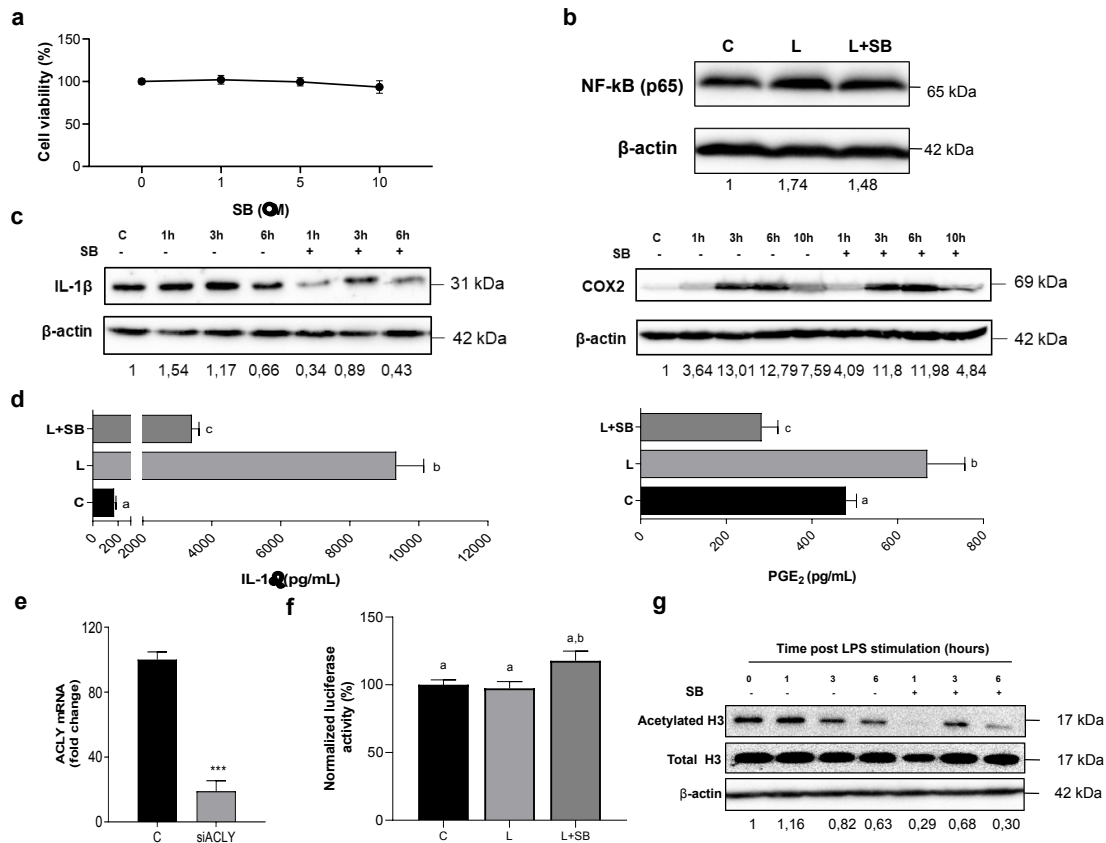 a
150
100
50
0
Cell viability (%)
0 1 5 10
SB (
M)
b
C L L+SB
NF-kB (p65)
65 kDa
β-actin
42 kDa
1 1,74 1,48
c
C 1h 3h 6h 1h 3h 6h
SB - - - - + + +
IL-1β
31 kDa
β-actin
42 kDa
1 1,54 1,17 0,66 0,34 0,89 0,43
C 1h 3h 6h 10h 1h 3h 6h 10h
SB - - - - - + + + +
COX2
69 kDa
β-actin
42 kDa
1 3,64 13,01 12,79 7,59 4,09 11,8 11,98 4,84
d
L+SB
c
L
b
C
a
0 200 2000 4000 6000 8000 10000 12000
IL-1
(pg/mL)
L+SB
c
L
b
C
a
0 200 400 600 800
PGE₂ (pg/mL)
e
120
80
40
0
ACLY mRNA
(fold change)
***
C siACLY
f
150
100
50
0
Normalized luciferase
activity (%)
a a a,b
C L L+SB
g
Time post LPS stimulation (hours)
0 1 3 6 1 3 6
SB - - - - + + +
Acetylated H3
17 kDa
Total H3
17 kDa
β-actin
42 kDa
1 1,16 0,82 0,63 0,29 0,68 0,30